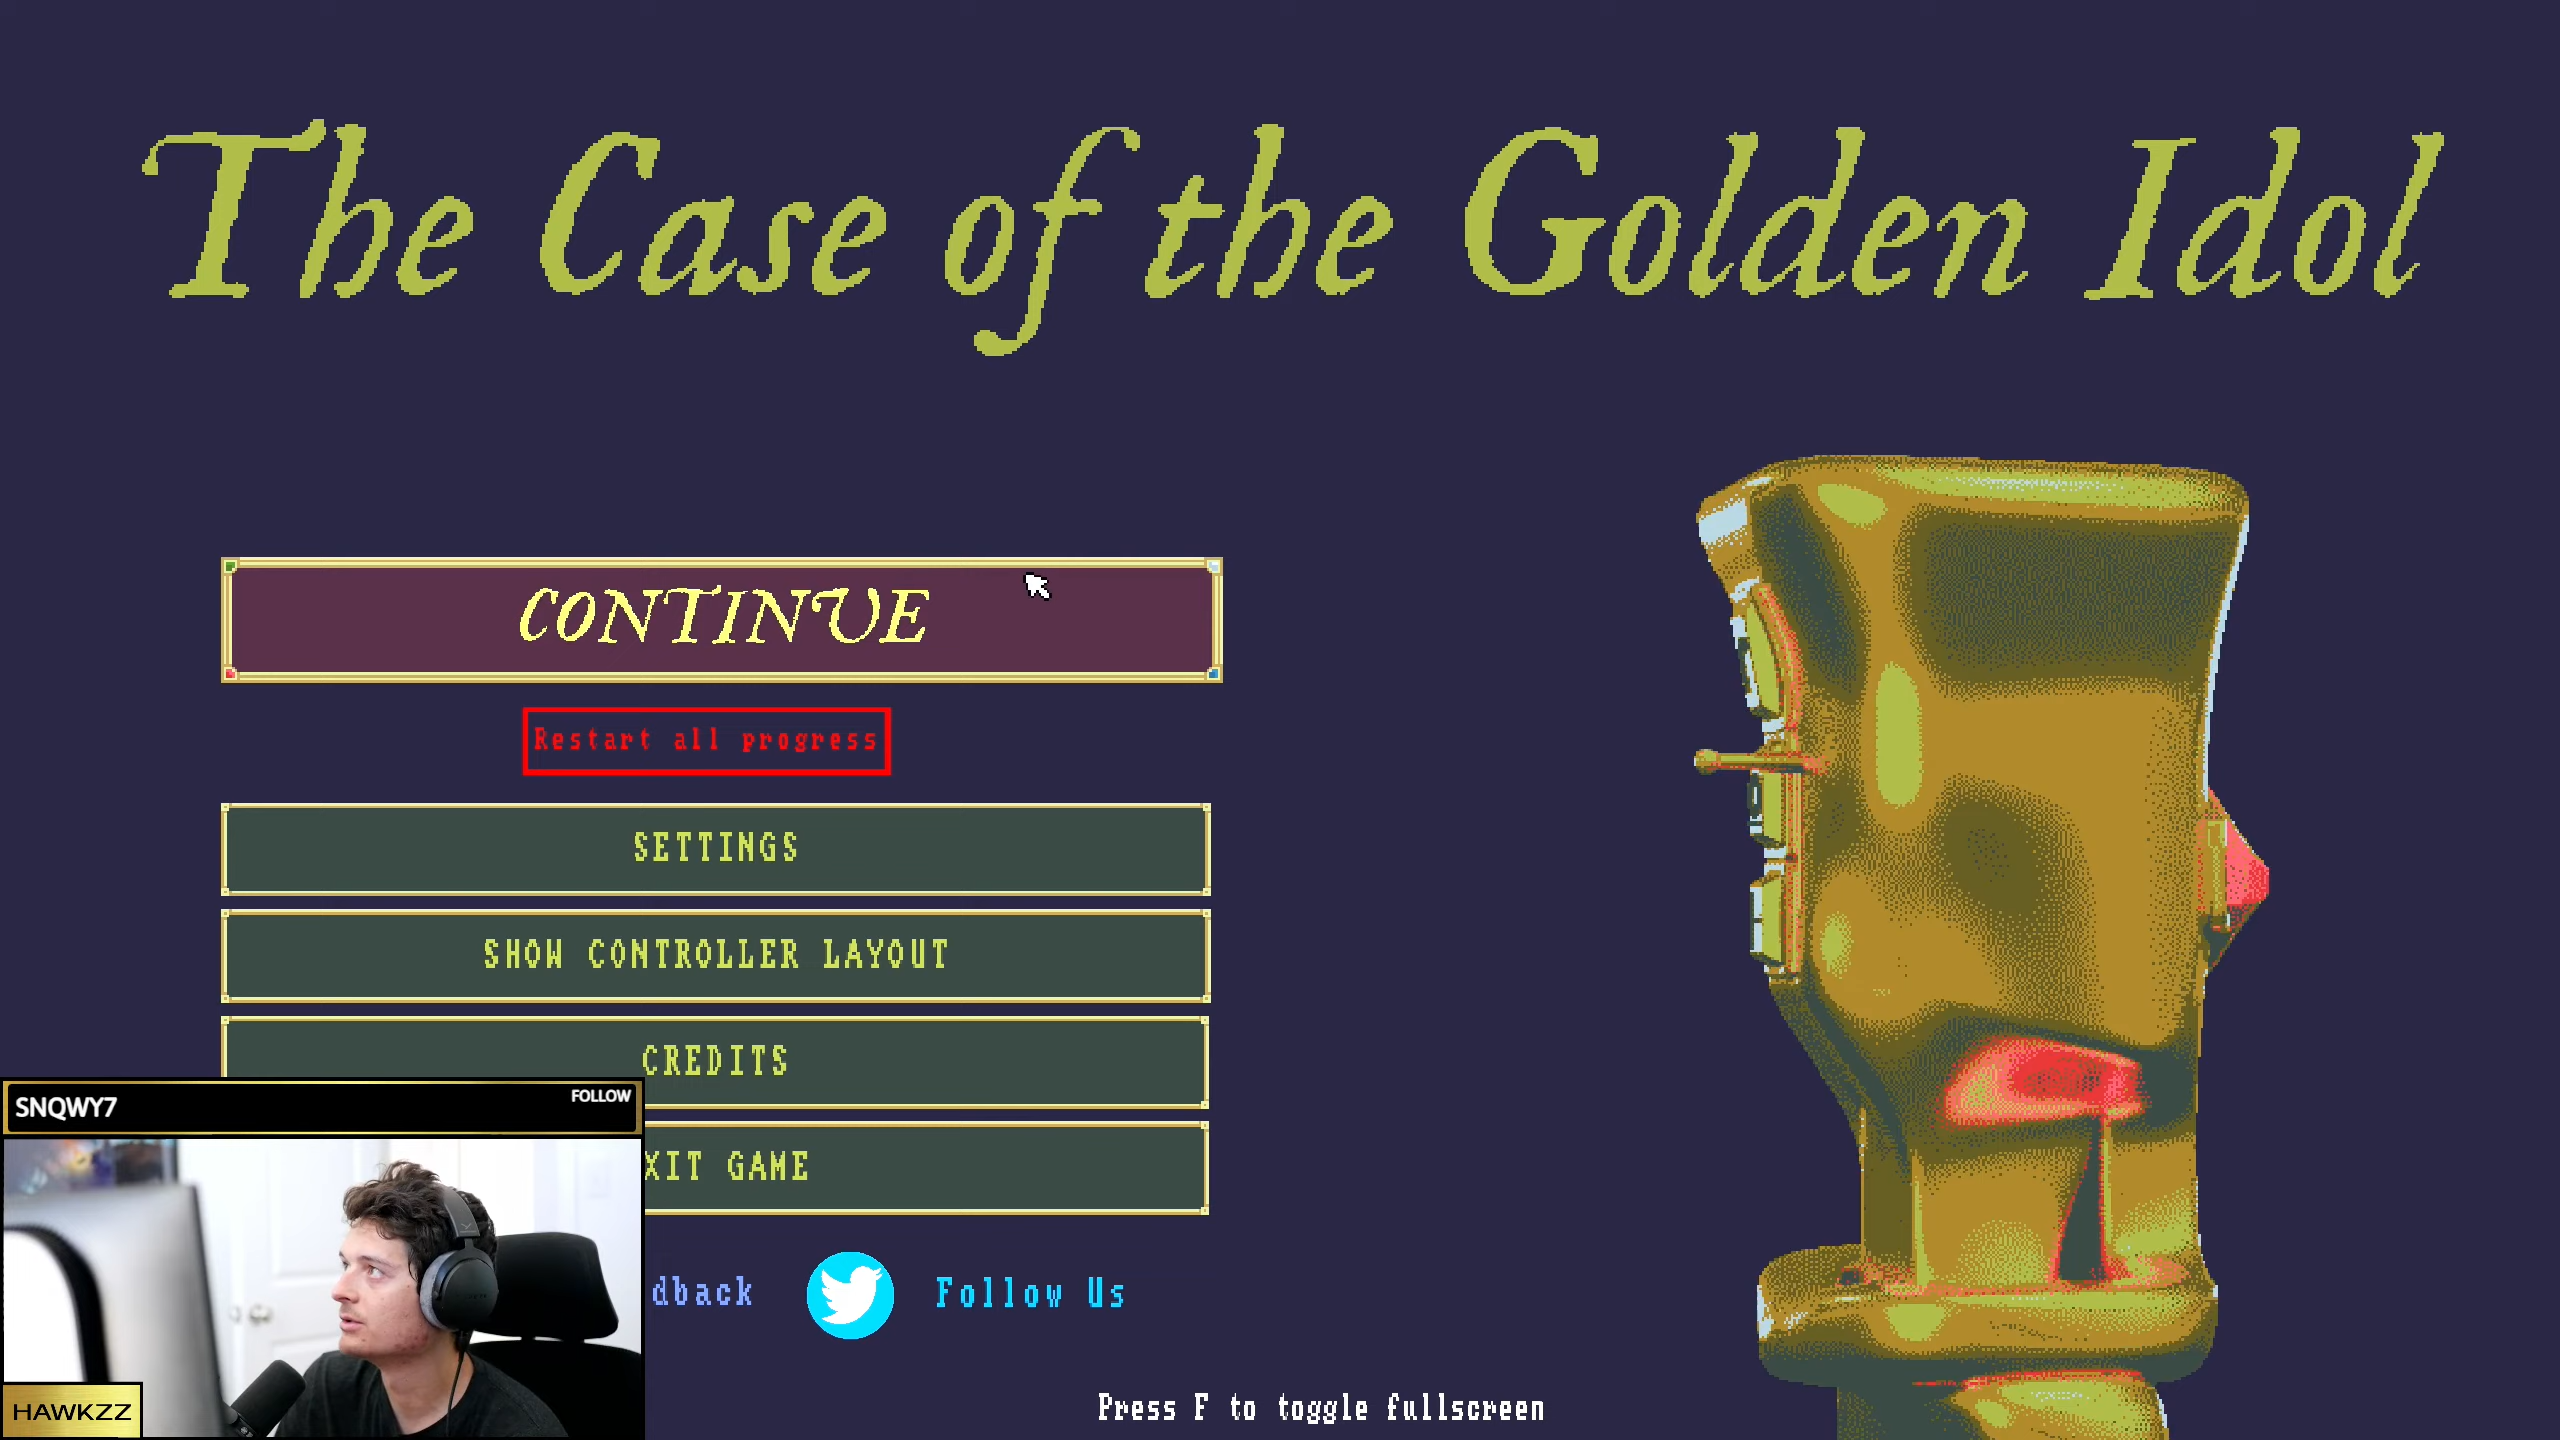 The Case of the Golden Idol
CONTINUE
Restart all progress
SETTINGS
SHOW CONTROLLER LAYOUT
CREDITS
XIT GAME
dback
Follow Us
Press F to toggle fullscreen
SNQWY7
FOLLOW
HAWKZZ